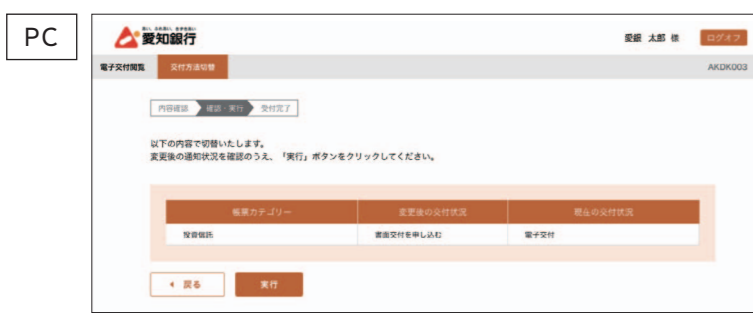 PC
愛知銀行
愛銀 太郎 様
ログオフ
電子交付閲覧 交付方法切替
AKDK003
内容確認 確認・実行 受付完了
以下の内容で切替いたします。
変更後の通知状況を確認のうえ、「実行」ボタンをクリックしてください。
帳票カテゴリー 変更後の交付状況 現在の交付状況
投資信託 書面交付を申し込む 電子交付
戻る 実行